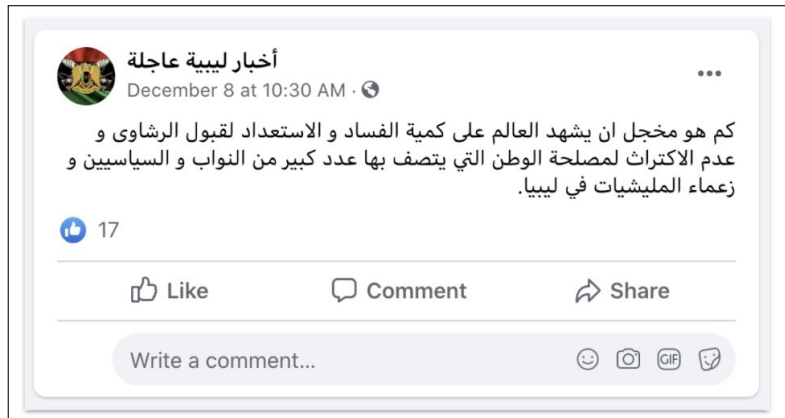 أخبار ليبية عاجلة
December 8 at 10:30 AM ·
كم هو مخجل ان يشهد العالم على كمية الفساد و الاستعداد لقبول الرشاوى و
عدم الاكتراث لمصلحة الوطن التي يتصف بها عدد كبير من النواب و السياسيين و
زعماء المليشيات في ليبيا.
17
Like Comment Share
Write a comment... GIF